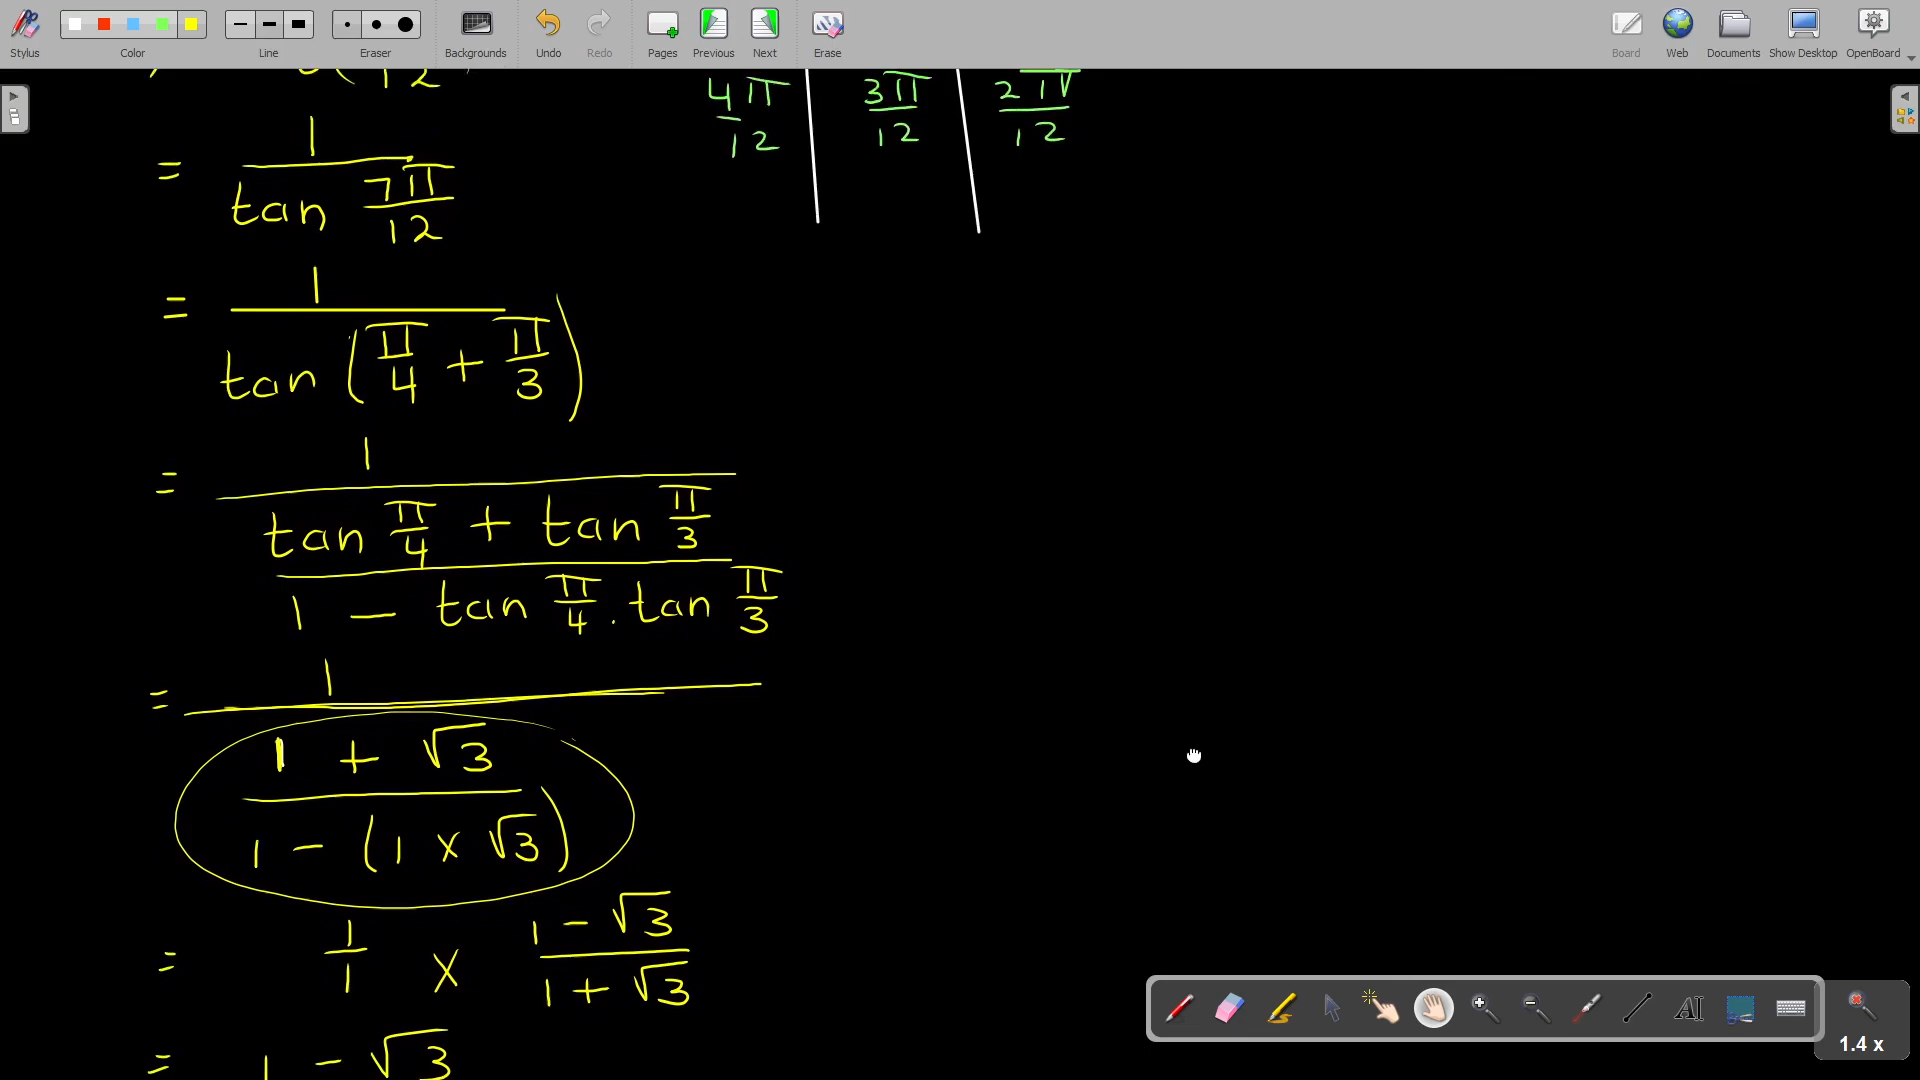 Stylus Color Line Eraser Backgrounds Undo Redo Pages Previous Next Erase Board Web Documents Show Desktop OpenBoard
12
4π/12 | 3π/12 | 2π/12
= 1/(tan 7π/12)
= 1/(tan (π/4 + π/3))
= 1/((tan π/4 + tan π/3)/(1 - tan π/4 . tan π/3))
= 1/((1 + √3)/(1 - (1 x √3)))
= 1/1 x (1 - √3)/(1 + √3)
= 1 - √3
AI
1.4 x